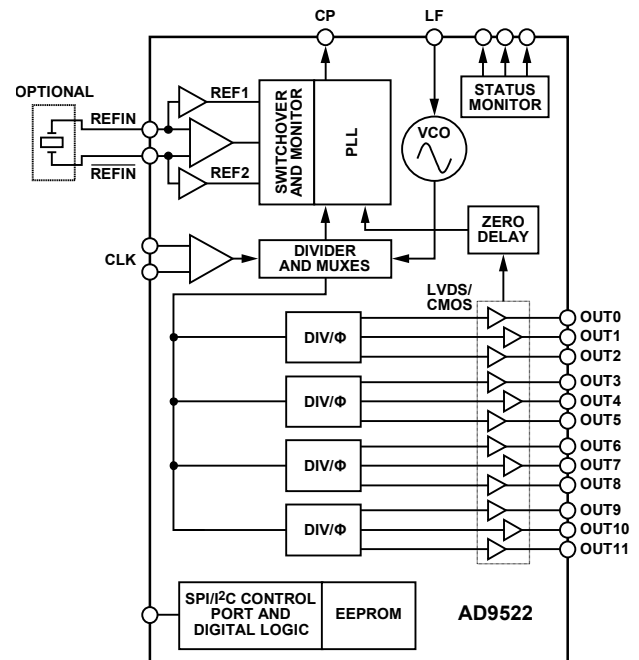 CP
LF
OPTIONAL
REFIN
REFIN
REF1
REF2
SWITCHOVER
AND MONITOR
PLL
VCO
STATUS
MONITOR
ZERO
DELAY
CLK
DIVIDER
AND MUXES
LVDS/
CMOS
DIV/Φ
OUT0
OUT1
OUT2
DIV/Φ
OUT3
OUT4
OUT5
DIV/Φ
OUT6
OUT7
OUT8
DIV/Φ
OUT9
OUT10
OUT11
SPI/I²C CONTROL
PORT AND
DIGITAL LOGIC
EEPROM
AD9522